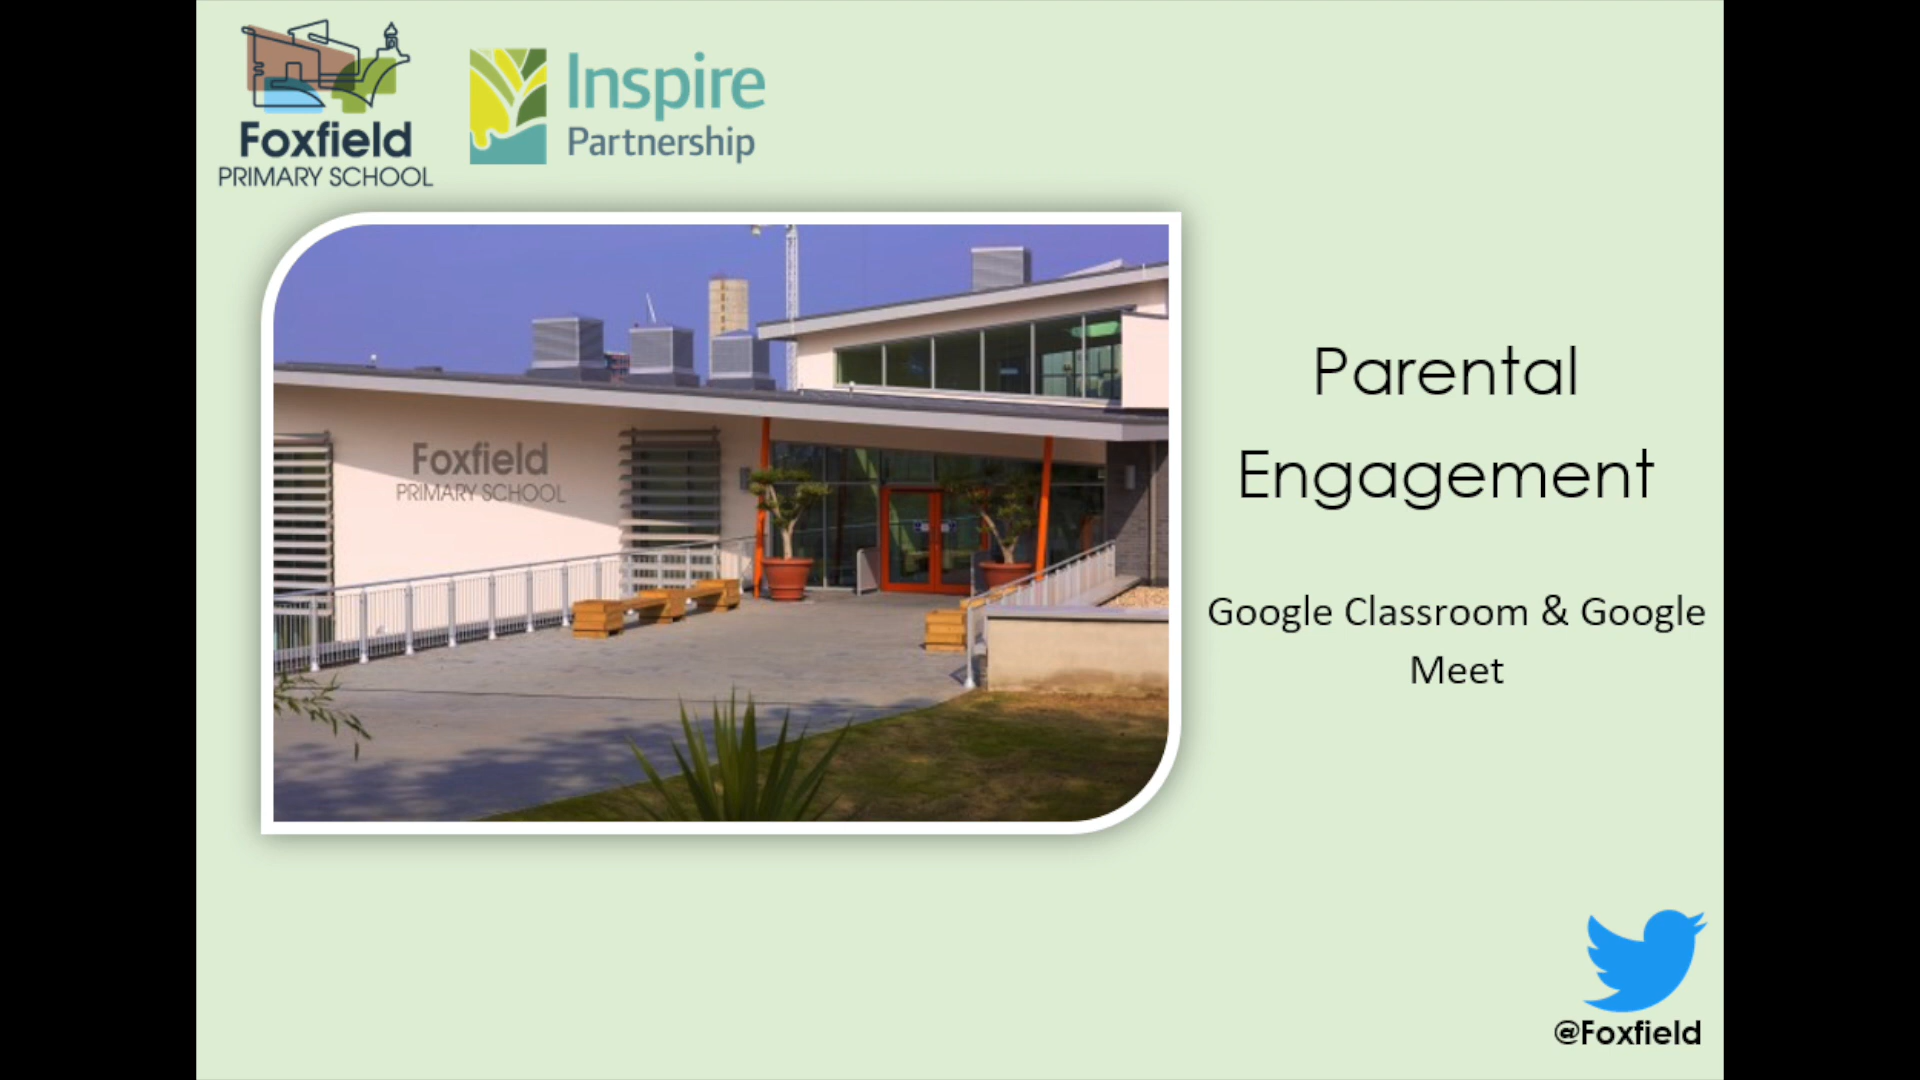 Foxfield
PRIMARY SCHOOL
Inspire
Partnership
Foxfield
PRIMARY SCHOOL
Parental
Engagement
Google Classroom & Google
Meet
@Foxfield